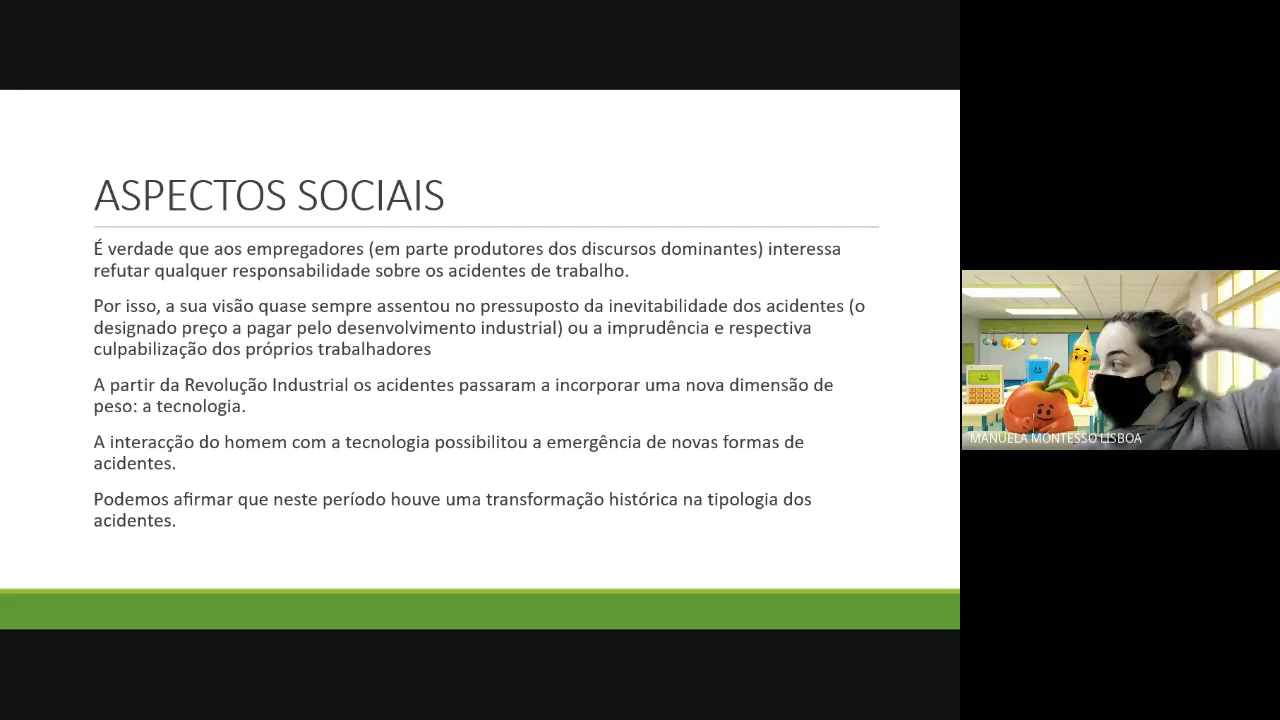 ASPECTOS SOCIAIS
É verdade que aos empregadores (em parte produtores dos discursos dominantes) interessa
refutar qualquer responsabilidade sobre os acidentes de trabalho.
Por isso, a sua visão quase sempre assentou no pressuposto da inevitabilidade dos acidentes (o
designado preço a pagar pelo desenvolvimento industrial) ou a imprudência e respectiva
culpabilização dos próprios trabalhadores
A partir da Revolução Industrial os acidentes passaram a incorporar uma nova dimensão de
peso: a tecnologia.
A interacção do homem com a tecnologia possibilitou a emergência de novas formas de
acidentes.
Podemos afirmar que neste período houve uma transformação histórica na tipologia dos
acidentes.
MANUELA MONTESSO LISBOA